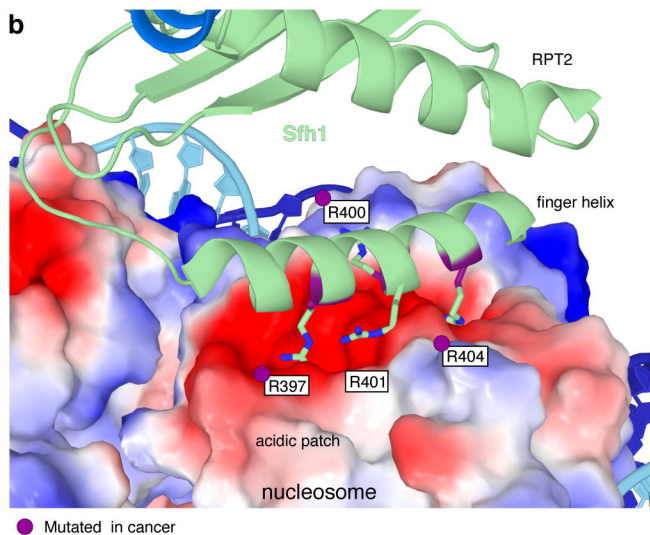 b
RPT2
Sfh1
finger helix
R400
R404
R397
R401
acidic patch
nucleosome
Mutated in cancer